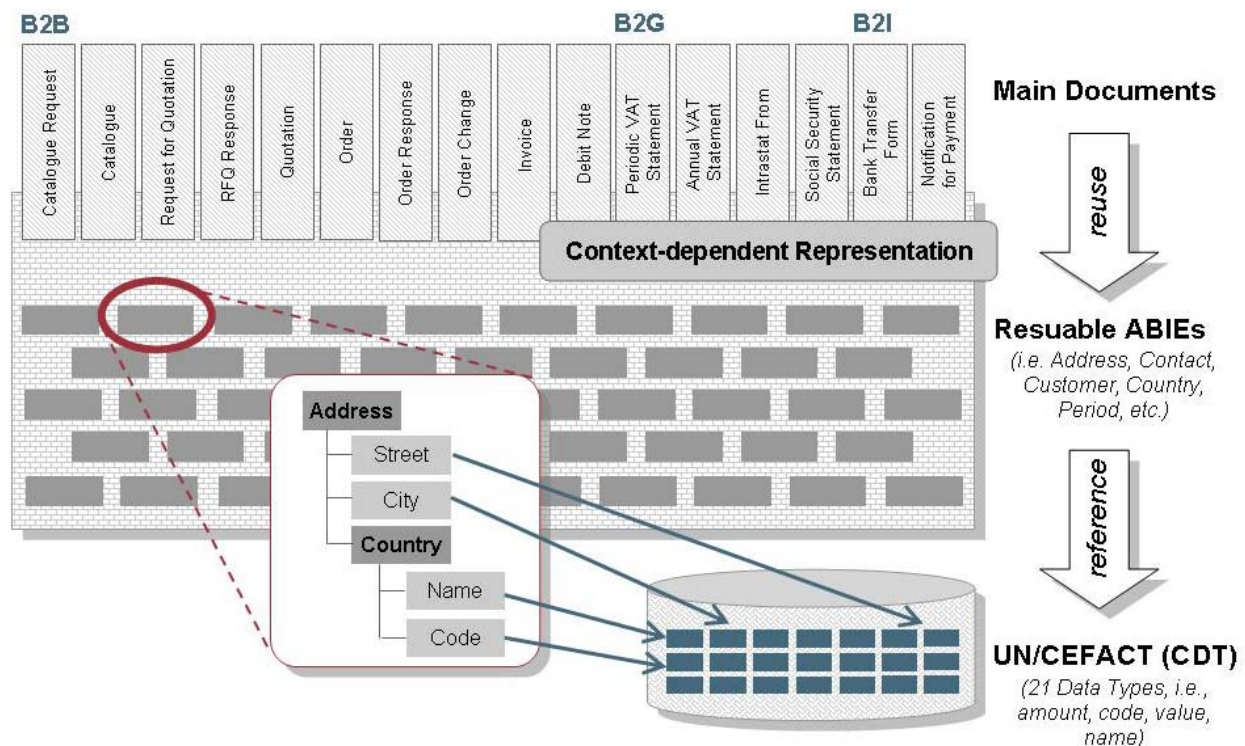 B2B
B2G
B2I
Catalogue Request
Catalogue
Request for Quotation
RFQ Response
Quotation
Order
Order Response
Order Change
Invoice
Debit Note
Periodic VAT
Statement
Annual VAT
Statement
Intrastat From
Social Security
Statement
Bank Transfer
Form
Notification
for Payment
Main Documents
reuse
Context-dependent Representation
Resuable ABIEs
(i.e. Address, Contact,
Customer, Country,
Period, etc.)
Address
Street
City
Country
Name
Code
reference
UN/CEFACT (CDT)
(21 Data Types, i.e.,
amount, code, value,
name)